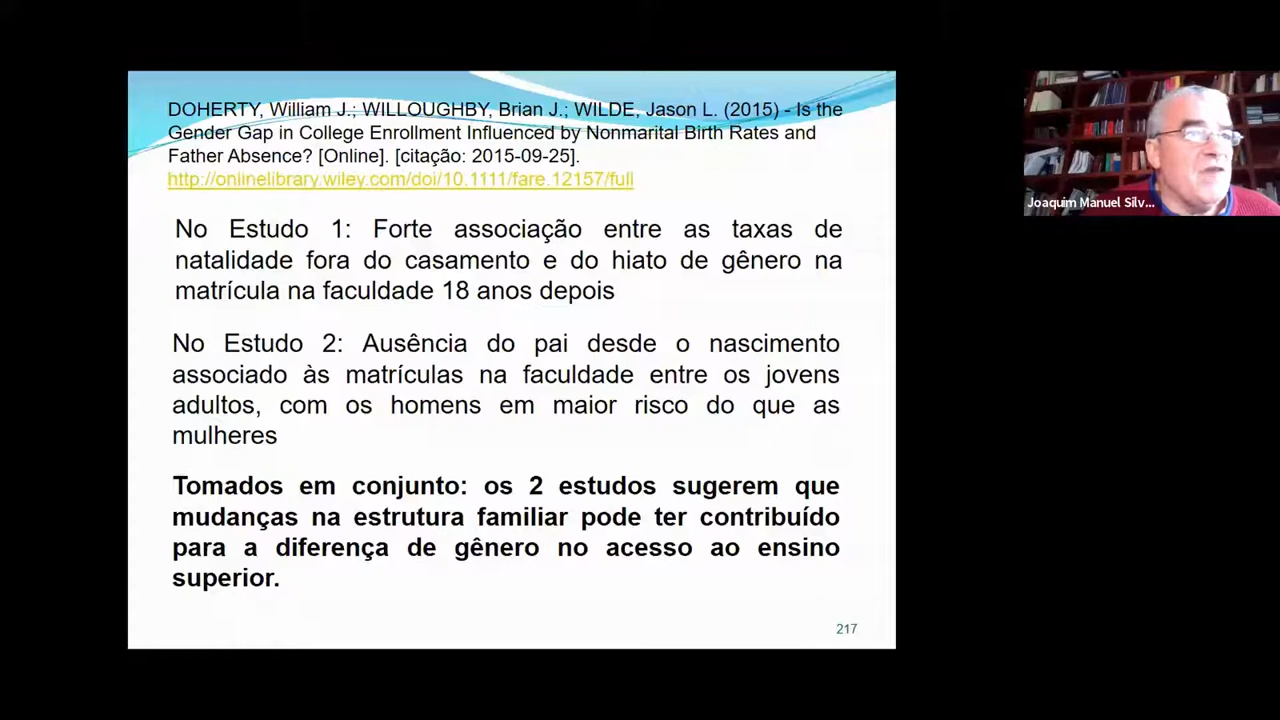 DOHERTY, William J.; WILLOUGHBY, Brian J.; WILDE, Jason L. (2015) - Is the
Gender Gap in College Enrollment Influenced by Nonmarital Birth Rates and
Father Absence? [Online]. [citação: 2015-09-25].
http://onlinelibrary.wiley.com/doi/10.1111/fare.12157/full
No Estudo 1: Forte associação entre as taxas de
natalidade fora do casamento e do hiato de gênero na
matrícula na faculdade 18 anos depois
No Estudo 2: Ausência do pai desde o nascimento
associado às matrículas na faculdade entre os jovens
adultos, com os homens em maior risco do que as
mulheres
Tomados em conjunto: os 2 estudos sugerem que
mudanças na estrutura familiar pode ter contribuído
para a diferença de gênero no acesso ao ensino
superior.
217
Joaquim Manuel Silv...